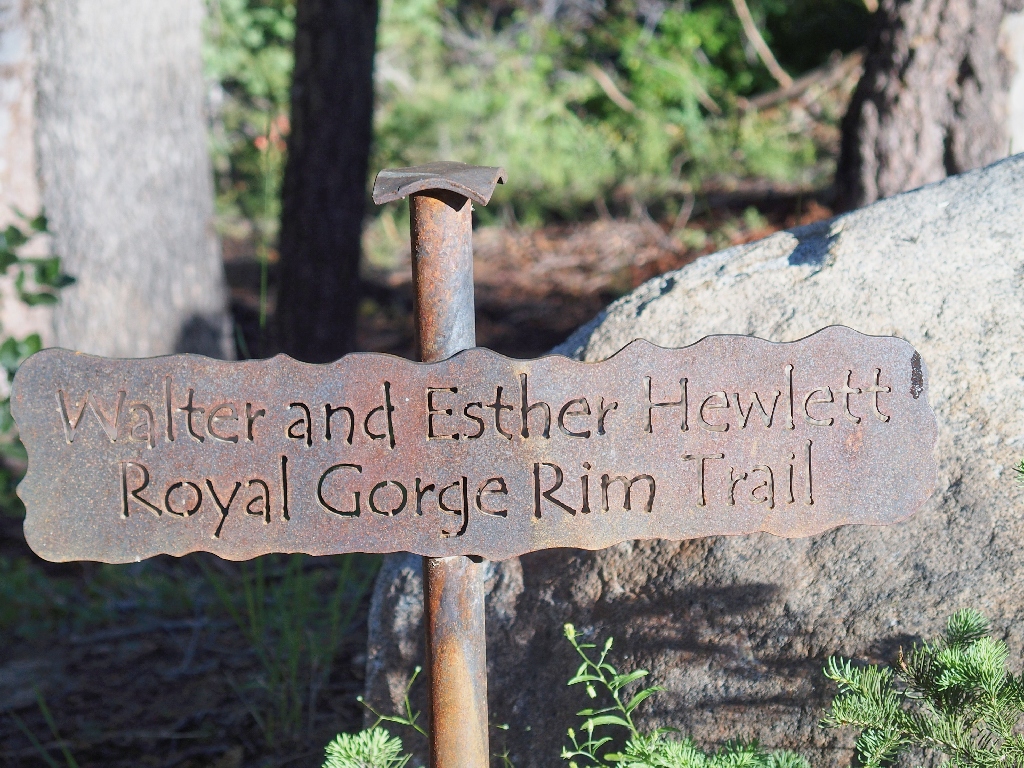 Walter and Esther Hewlett
Royal Gorge Rim Trail